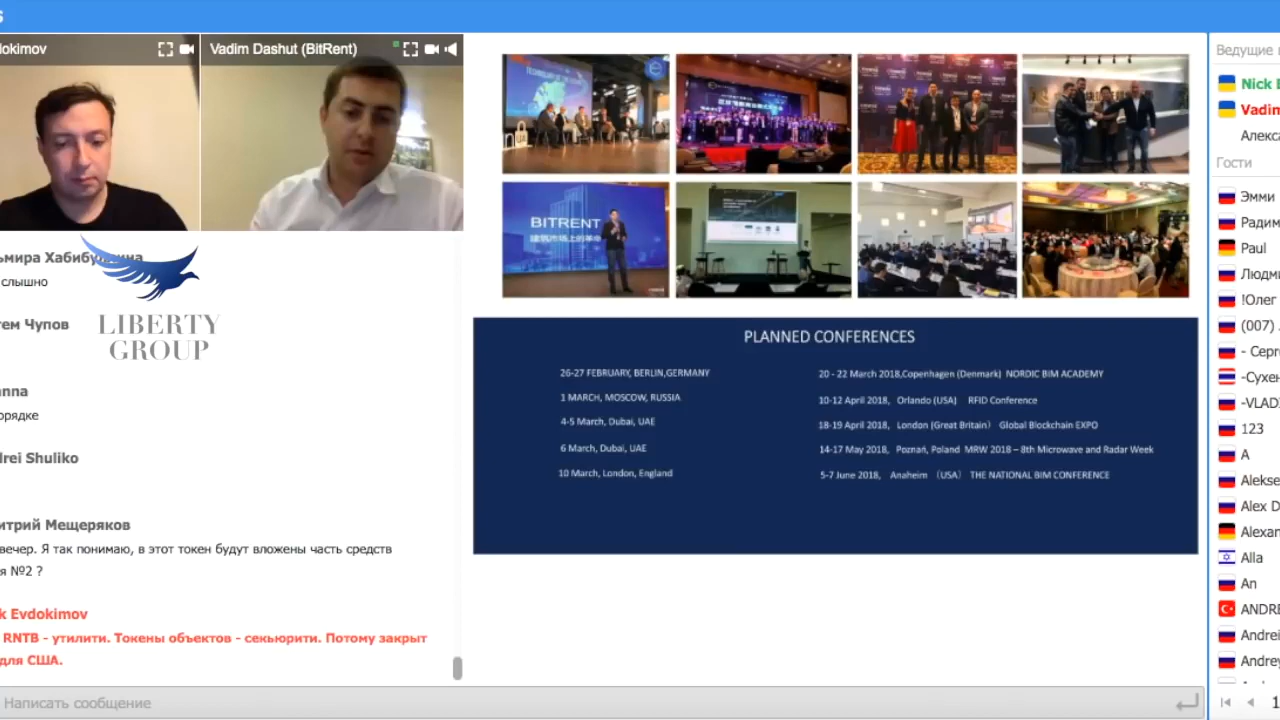 s
dokimov
Vadim Dashut (BitRent)
ьмира Хабибу
слышно
тем Чупов
LIBERTY
GROUP
nna
орядке
drei Shuliko
итрий Мещеряков
вечер. Я так понимаю, в этот токен будут вложены часть средств
я №2 ?
k Evdokimov
RNTB - утилити. Токены объектов - секьюрити. Потому закрыт
для США.
Написать сообщение
BITRENT
PLANNED CONFERENCES
26-27 FEBRUARY, BERLIN,GERMANY
1 MARCH, MOSCOW, RUSSIA
4-5 March, Dubai, UAE
6 March, Dubai, UAE
10 March, London, England
20 - 22 March 2018,Copenhagen (Denmark) NORDIC BIM ACADEMY
10-12 April 2018, Orlando (USA) RFID Conference
18-19 April 2018, London (Great Britain) Global Blockchain EXPO
14-17 May 2018, Poznań, Poland MRW 2018 – 8th Microwave and Radar Week
5-7 June 2018, Anaheim (USA) THE NATIONAL BIM CONFERENCE
Ведущие
Nick E
Vadim
Алекса
Гости
Эмми
Радим
Paul
Людми
!Олег
(007)
- Серг
-Сухен
-VLADI
123
A
Alekse
Alex D
Alexan
Alla
An
ANDRE
Andrei
Andrey
1